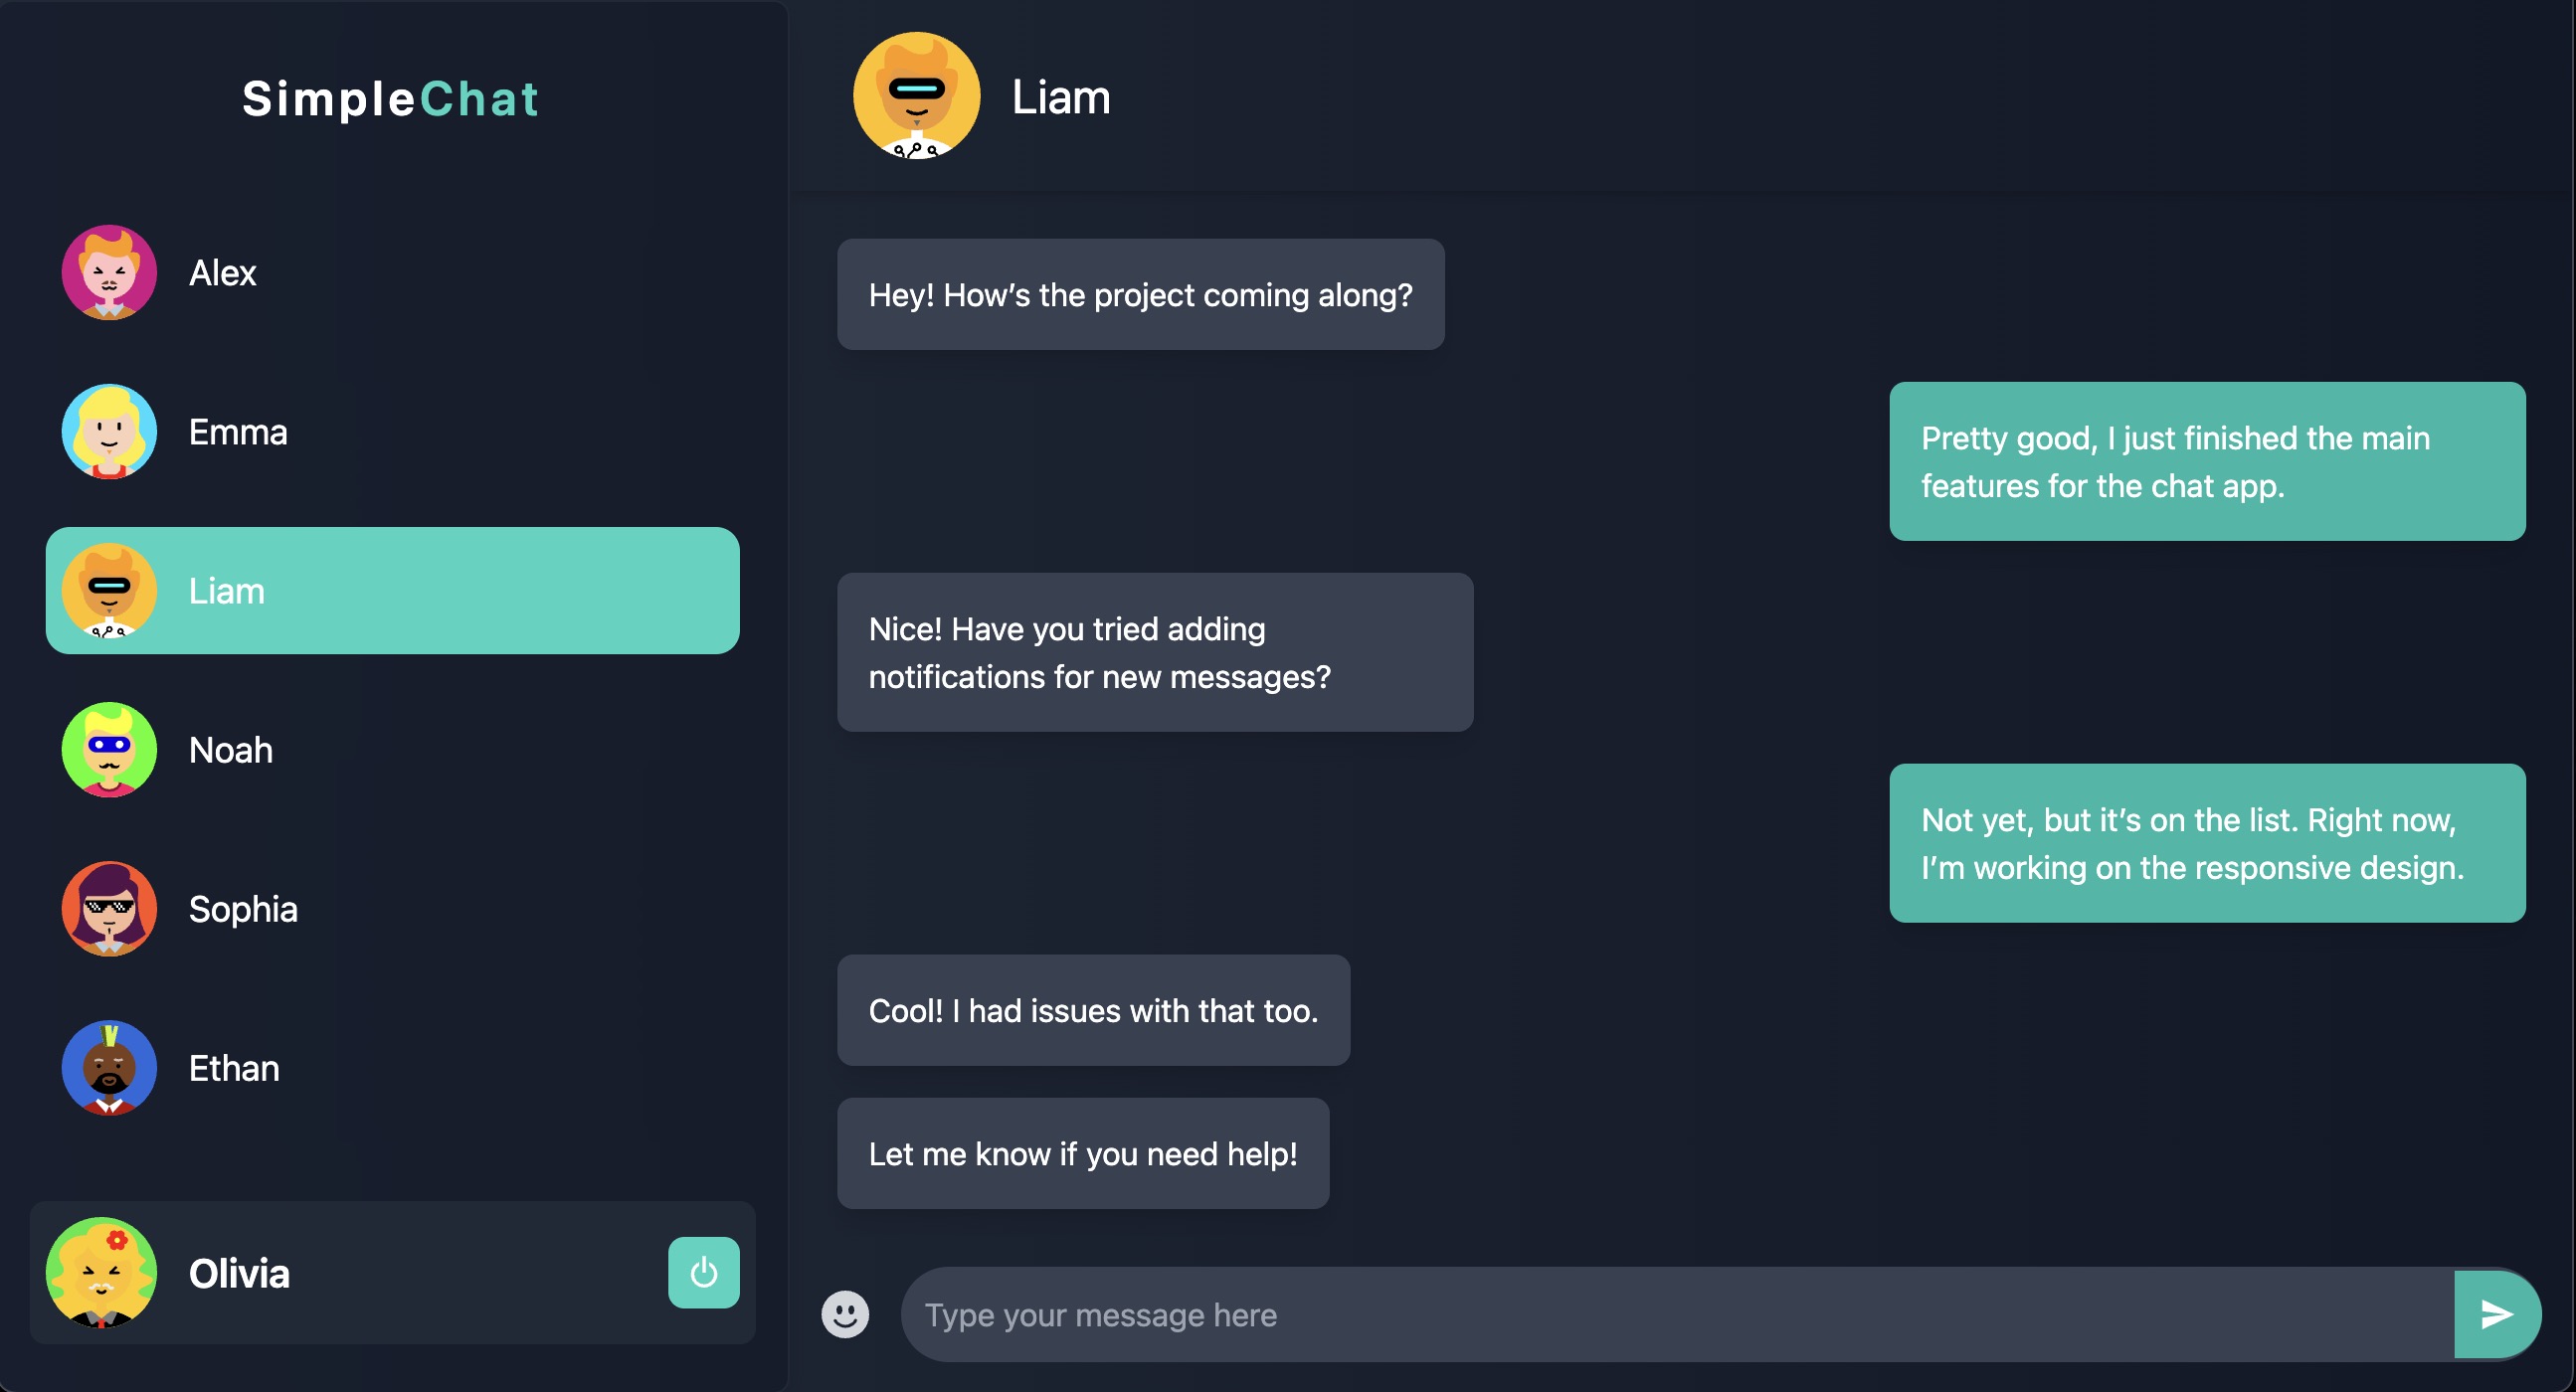 SimpleChat
Alex
Emma
Liam
Noah
Sophia
Ethan
Olivia
Liam
Hey! How’s the project coming along?
Pretty good, I just finished the main
features for the chat app.
Nice! Have you tried adding
notifications for new messages?
Not yet, but it’s on the list. Right now,
I’m working on the responsive design.
Cool! I had issues with that too.
Let me know if you need help!
Type your message here